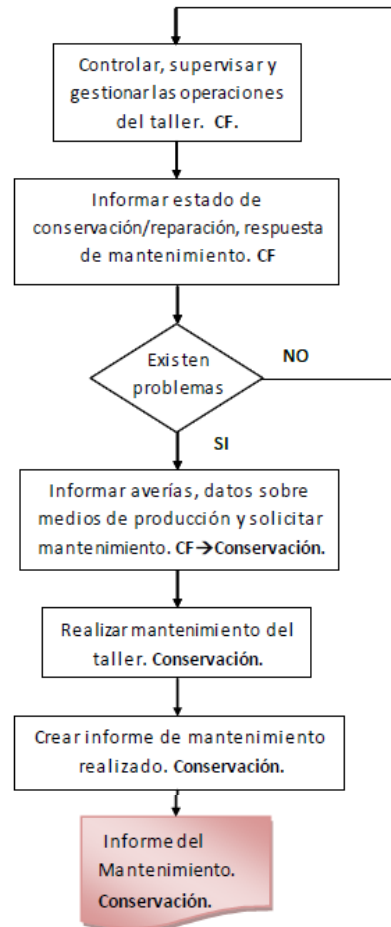 Controlar, supervisar y
gestionar las operaciones
del taller. CF.
Informar estado de
conservación/reparación, respuesta
de mantenimiento. CF
Existen
problemas
NO
SI
Informar averías, datos sobre
medios de producción y solicitar
mantenimiento. CF→Conservación.
Realizar mantenimiento del
taller. Conservación.
Crear informe de mantenimiento
realizado. Conservación.
Informe del
Mantenimiento.
Conservación.